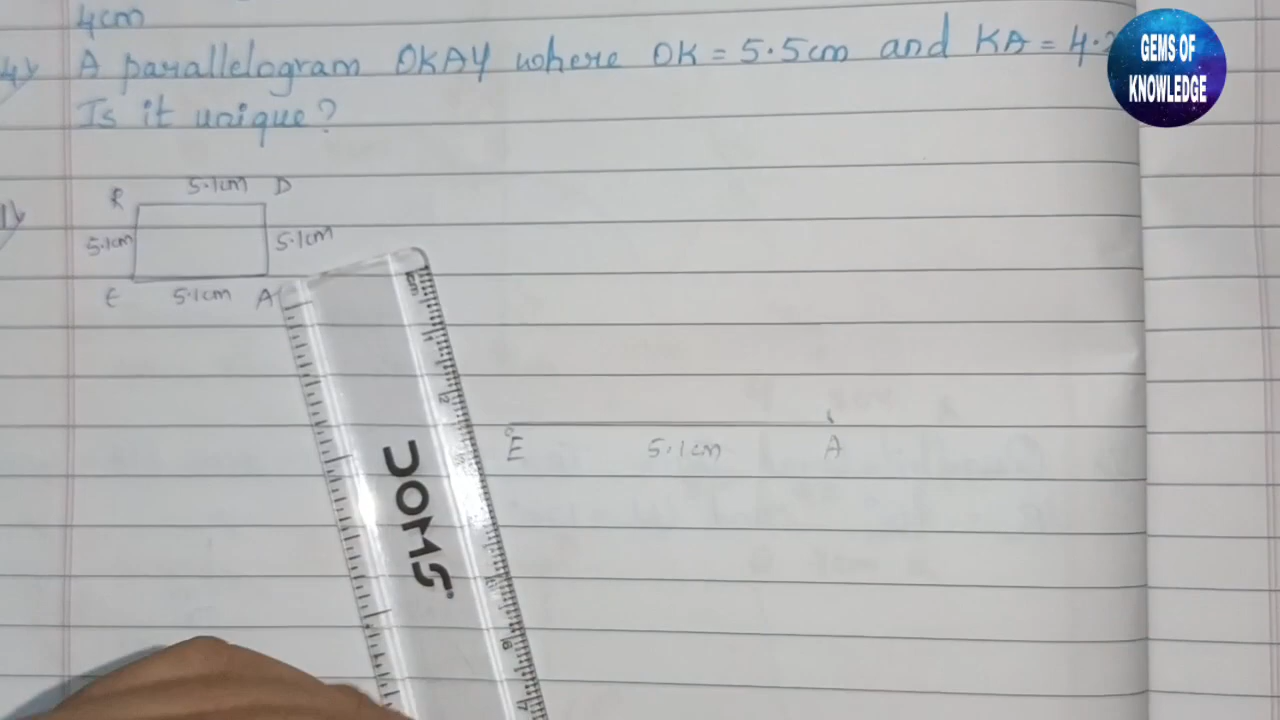 4cm
4) A parallelogram OKAY where OK = 5.5cm and KA = 4.2
Is it unique?
GEMS OF
KNOWLEDGE
5.1cm D
R
1)
5.1cm 5.1cm
E 5.1cm A
cm
DOMS
E 5.1cm A